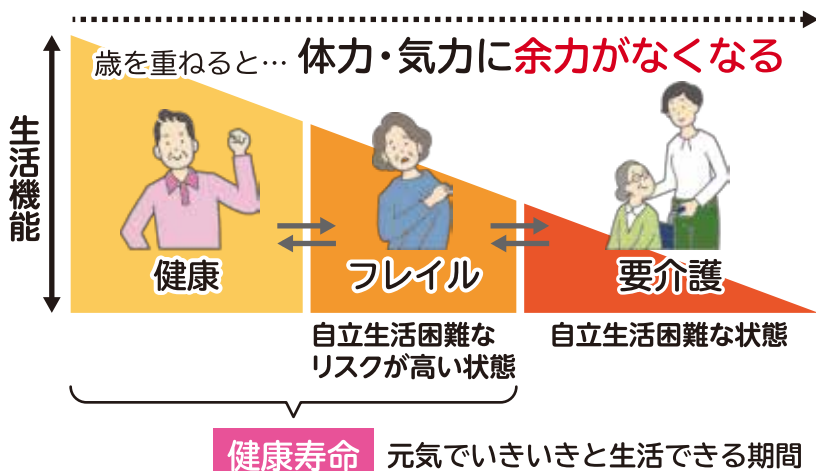 歳を重ねると… 体力・気力に余力がなくなる
生活機能
健康
フレイル
要介護
自立生活困難な
リスクが高い状態
自立生活困難な状態
健康寿命 元気でいきいきと生活できる期間